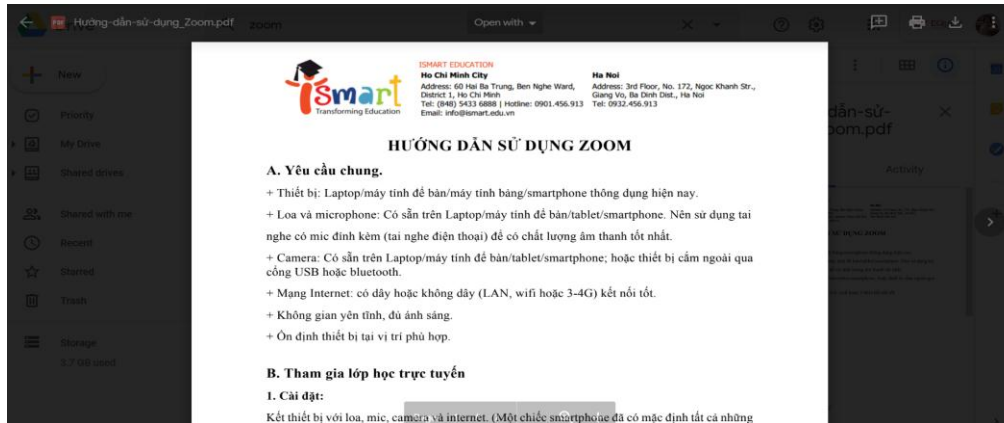 Hướng-dẫn-sử-dụng_Zoom.pdf
zoom
Open with
New
Priority
My Drive
Shared drives
Shared with me
Recent
Starred
Trash
Storage
3.7 GB used
dẫn-sử-
oom.pdf
Activity
ismart
Transforming Education
ISMART EDUCATION
Ho Chi Minh City
Address: 60 Hai Ba Trung, Ben Nghe Ward,
District 1, Ho Chi Minh
Tel: (848) 5433 6888 | Hotline: 0901.456.913
Email: info@ismart.edu.vn
Ha Noi
Address: 3rd Floor, No. 172, Ngoc Khanh Str.,
Giang Vo, Ba Dinh Dist., Ha Noi
Tel: 0932.456.913
HƯỚNG DẪN SỬ DỤNG ZOOM
A. Yêu cầu chung.
+ Thiết bị: Laptop/máy tính để bàn/máy tính bảng/smartphone thông dụng hiện nay.
+ Loa và microphone: Có sẵn trên Laptop/máy tính để bàn/tablet/smartphone. Nên sử dụng tai
nghe có mic đính kèm (tai nghe điện thoại) để có chất lượng âm thanh tốt nhất.
+ Camera: Có sẵn trên Laptop/máy tính để bàn/tablet/smartphone; hoặc thiết bị cắm ngoài qua
cổng USB hoặc bluetooth.
+ Mạng Internet: có dây hoặc không dây (LAN, wifi hoặc 3-4G) kết nối tốt.
+ Không gian yên tĩnh, đủ ánh sáng.
+ Ổn định thiết bị tại vị trí phù hợp.
B. Tham gia lớp học trực tuyến
1. Cài đặt:
Kết thiết bị với loa, mic, camera và internet. (Một chiếc smartphone đã có mặc định tất cả những